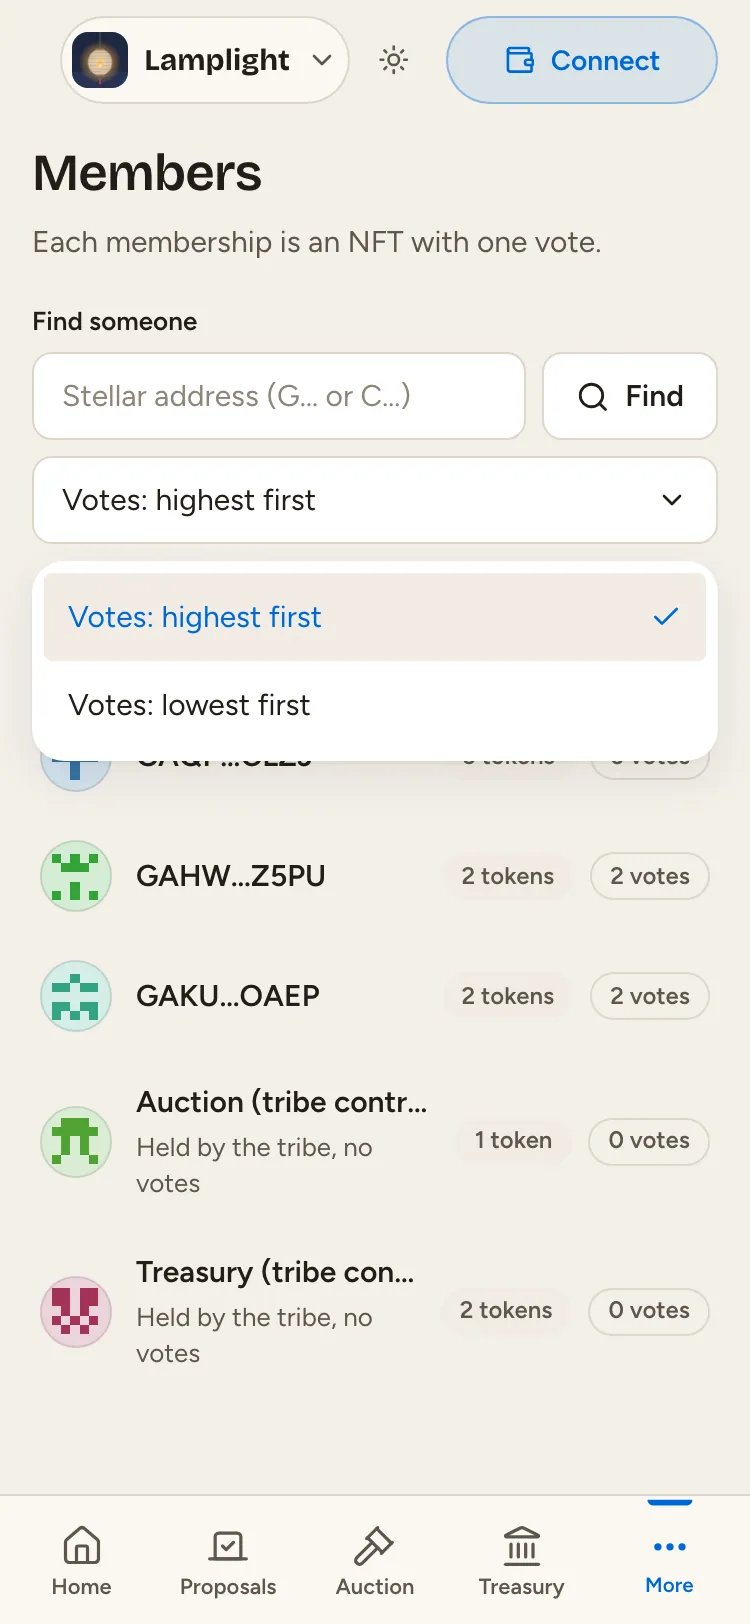 Lamplight
Connect
Members
Each membership is an NFT with one vote.
Find someone
Stellar address (G... or C...)
Find
Votes: highest first
Votes: highest first
Votes: lowest first
GAHW...Z5PU
2 tokens
2 votes
GAKU...OAEP
2 tokens
2 votes
Auction (tribe contr...
Held by the tribe, no
votes
1 token
0 votes
Treasury (tribe con...
Held by the tribe, no
votes
2 tokens
0 votes
Home
Proposals
Auction
Treasury
More